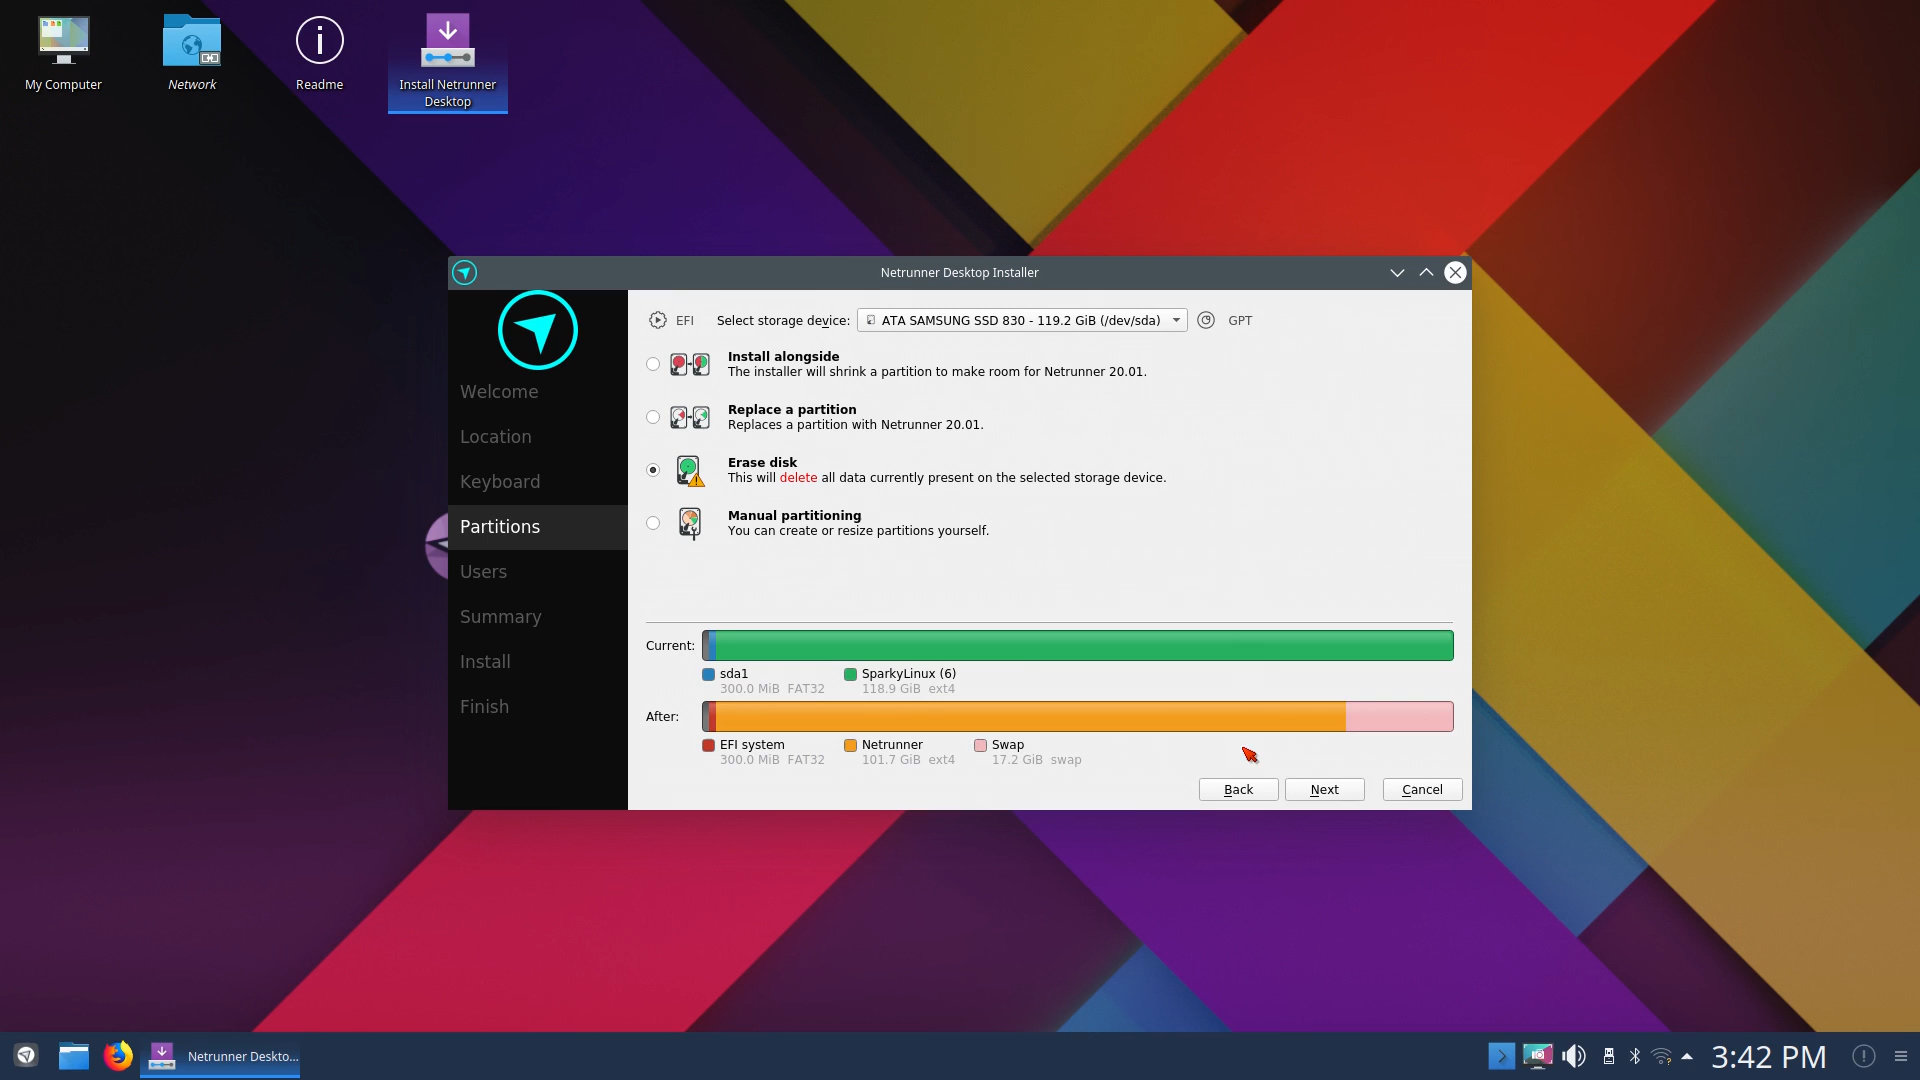 My Computer
Network
Readme
Install Netrunner
Desktop
Netrunner Desktop Installer
Welcome
Location
Keyboard
Partitions
Users
Summary
Install
Finish
EFI
Select storage device:
ATA SAMSUNG SSD 830 - 119.2 GiB (/dev/sda)
GPT
Install alongside
The installer will shrink a partition to make room for Netrunner 20.01.
Replace a partition
Replaces a partition with Netrunner 20.01.
Erase disk
This will delete all data currently present on the selected storage device.
Manual partitioning
You can create or resize partitions yourself.
Current:
sda1
300.0 MiB FAT32
SparkyLinux (6)
118.9 GiB ext4
After:
EFI system
300.0 MiB FAT32
Netrunner
101.7 GiB ext4
Swap
17.2 GiB swap
Back
Next
Cancel
Netrunner Deskto...
3:42 PM